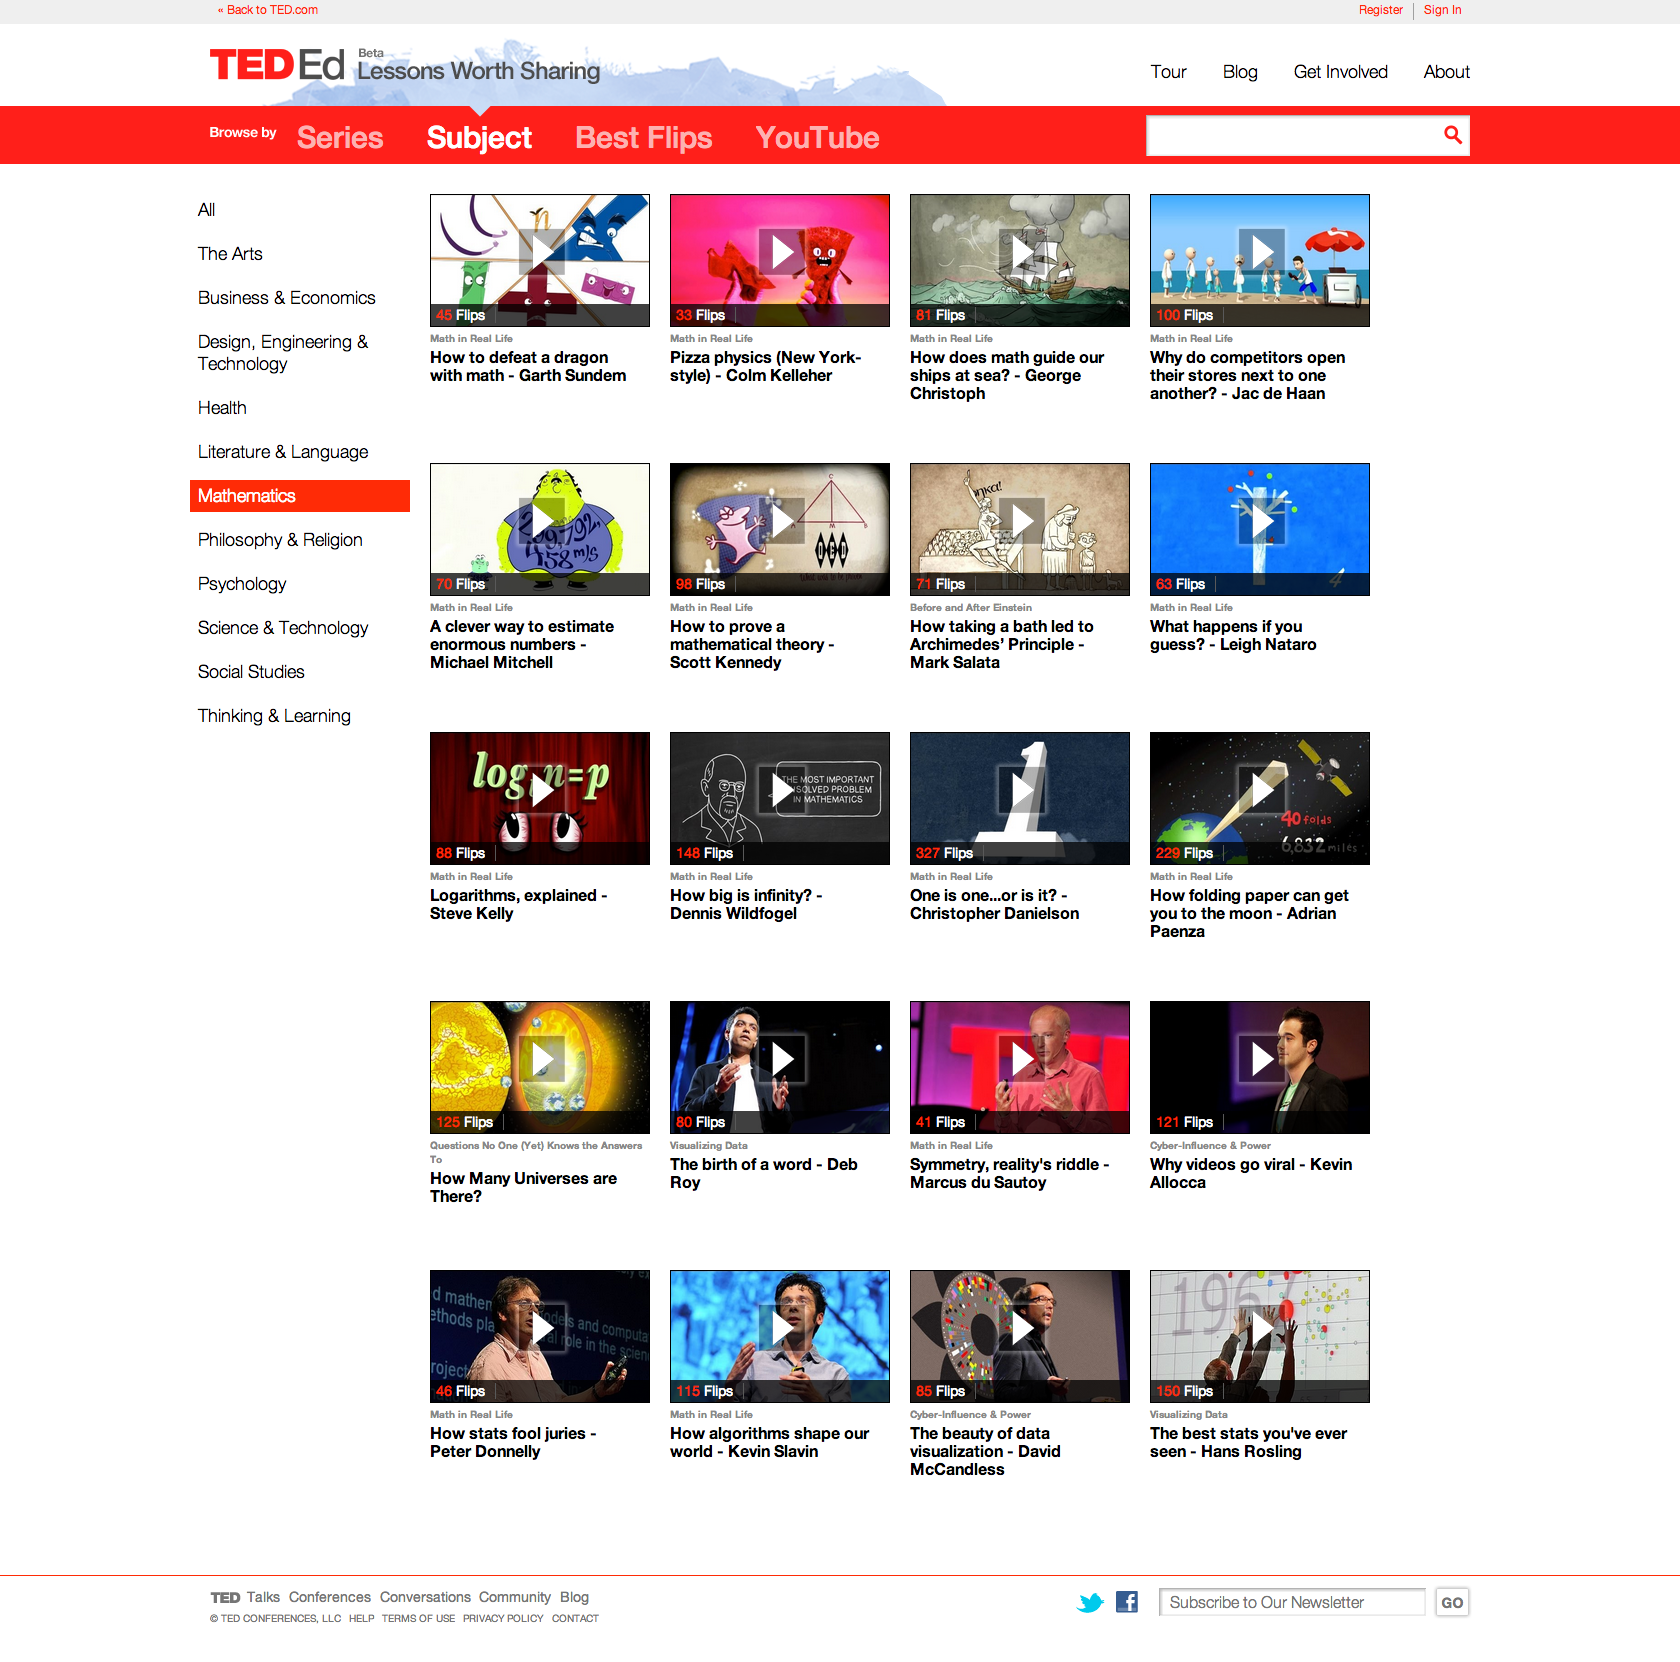 « Back to TED.com
Register
Sign In
TED Ed
Beta
Lessons Worth Sharing
Tour
Blog
Get Involved
About
Browse by
Series
Subject
Best Flips
YouTube
All
The Arts
Business & Economics
Design, Engineering &
Technology
Health
Literature & Language
Mathematics
Philosophy & Religion
Psychology
Science & Technology
Social Studies
Thinking & Learning
45 Flips
Math in Real Life
How to defeat a dragon
with math - Garth Sundem
33 Flips
Math in Real Life
Pizza physics (New York-
style) - Colm Kelleher
81 Flips
Math in Real Life
How does math guide our
ships at sea? - George
Christoph
100 Flips
Math in Real Life
Why do competitors open
their stores next to one
another? - Jac de Haan
458 m/s
70 Flips
Math in Real Life
A clever way to estimate
enormous numbers -
Michael Mitchell
C
A M B
QED
98 Flips
Math in Real Life
How to prove a
mathematical theory -
Scott Kennedy
71 Flips
Before and After Einstein
How taking a bath led to
Archimedes’ Principle -
Mark Salata
4
63 Flips
Math in Real Life
What happens if you
guess? - Leigh Nataro
log n=p
88 Flips
Math in Real Life
Logarithms, explained -
Steve Kelly
THE MOST IMPORTANT
UNSOLVED PROBLEM
IN MATHEMATICS
148 Flips
Math in Real Life
How big is infinity? -
Dennis Wildfogel
1
327 Flips
Math in Real Life
One is one...or is it? -
Christopher Danielson
40 folds
6,832 miles
229 Flips
Math in Real Life
How folding paper can get
you to the moon - Adrian
Paenza
125 Flips
Questions No One (Yet) Knows the Answers
To
How Many Universes are
There?
80 Flips
Visualizing Data
The birth of a word - Deb
Roy
41 Flips
Math in Real Life
Symmetry, reality's riddle -
Marcus du Sautoy
121 Flips
Cyber-Influence & Power
Why videos go viral - Kevin
Allocca
46 Flips
Math in Real Life
How stats fool juries -
Peter Donnelly
115 Flips
Math in Real Life
How algorithms shape our
world - Kevin Slavin
85 Flips
Cyber-Influence & Power
The beauty of data
visualization - David
McCandless
1967
150 Flips
Visualizing Data
The best stats you've ever
seen - Hans Rosling
TED Talks Conferences Conversations Community Blog
© TED CONFERENCES, LLC HELP TERMS OF USE PRIVACY POLICY CONTACT
Subscribe to Our Newsletter
GO